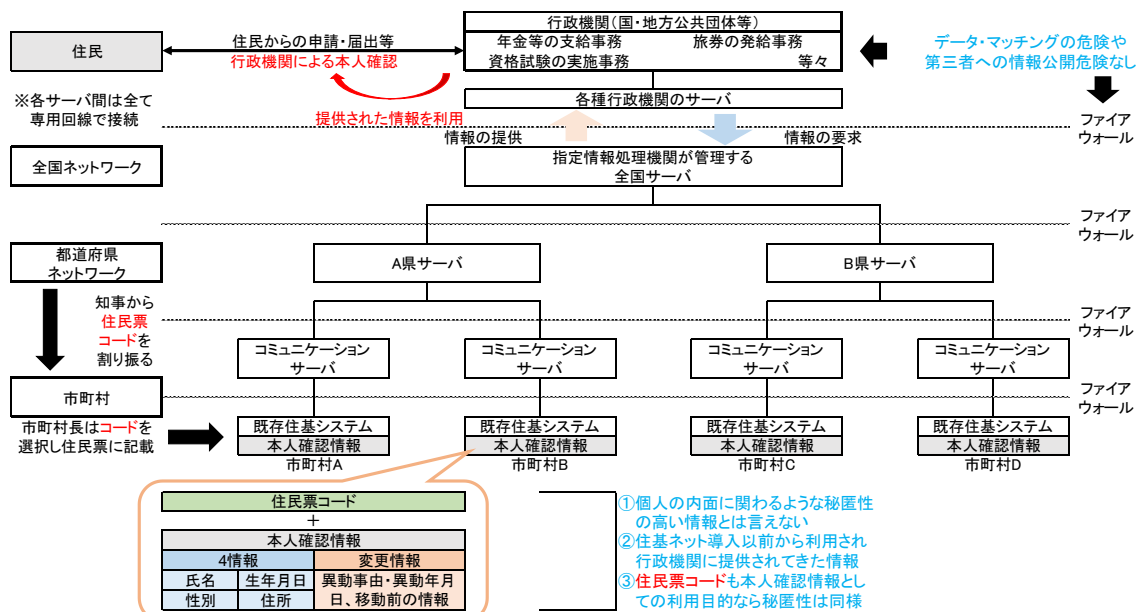 行政機関(国・地方公共団体等)
年金等の支給事務
旅券の発給事務
資格試験の実施事務
等々
住民
住民からの申請・届出等
行政機関による本人確認
データ・マッチングの危険や
第三者への情報公開危険なし
各種行政機関のサーバ
※各サーバ間は全て
専用回線で接続
提供された情報を利用
ファイア
ウォール
情報の提供
情報の要求
全国ネットワーク
指定情報処理機関が管理する
全国サーバ
ファイア
ウォール
都道府県
ネットワーク
A県サーバ
B県サーバ
知事から
住民票
コードを
割り振る
ファイア
ウォール
コミュニケーション
サーバ
コミュニケーション
サーバ
コミュニケーション
サーバ
コミュニケーション
サーバ
市町村
ファイア
ウォール
市町村長はコードを
選択し住民票に記載
既存住基システム
本人確認情報
市町村A
既存住基システム
本人確認情報
市町村B
既存住基システム
本人確認情報
市町村C
既存住基システム
本人確認情報
市町村D
住民票コード
+
本人確認情報
4情報
変更情報
氏名
生年月日
性別
住所
異動事由・異動年月
日、移動前の情報
①個人の内面に関わるような秘匿性
の高い情報とは言えない
②住基ネット導入以前から利用され
行政機関に提供されてきた情報
③住民票コードも本人確認情報とし
ての利用目的なら秘匿性は同様